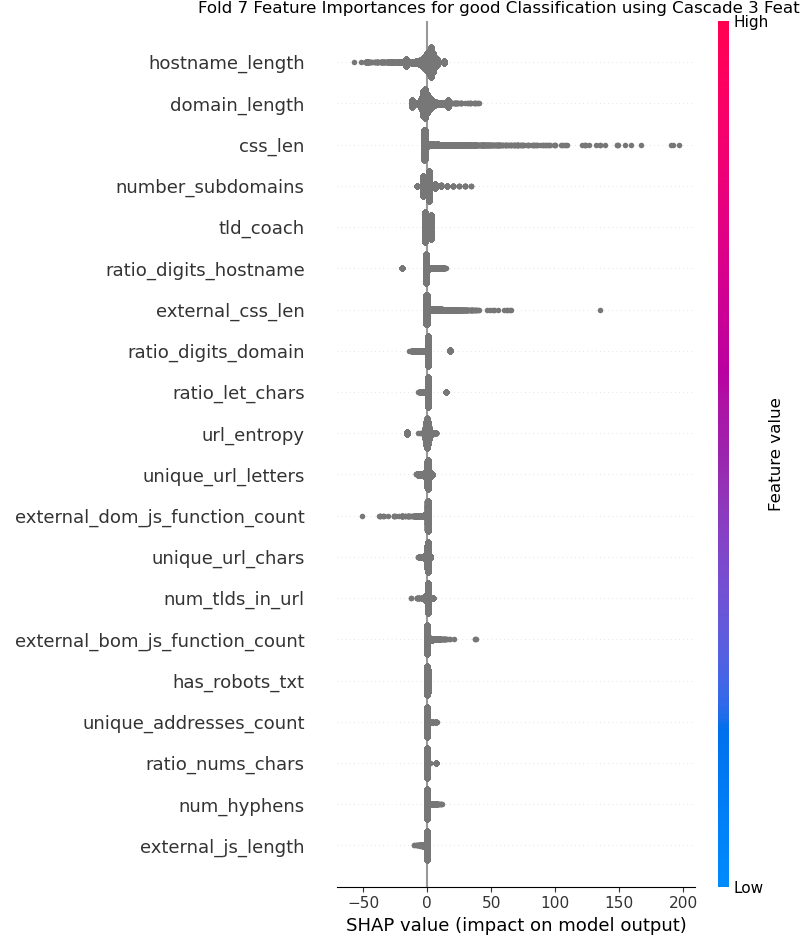 Fold 7 Feature Importances for good Classification using Cascade 3 Feat
High
hostname_length
domain_length
css_len
number_subdomains
tld_coach
ratio_digits_hostname
external_css_len
ratio_digits_domain
ratio_let_chars
url_entropy
unique_url_letters
external_dom_js_function_count
unique_url_chars
num_tlds_in_url
external_bom_js_function_count
has_robots_txt
unique_addresses_count
ratio_nums_chars
num_hyphens
external_js_length
Feature value
Low
−50 0 50 100 150 200
SHAP value (impact on model output)